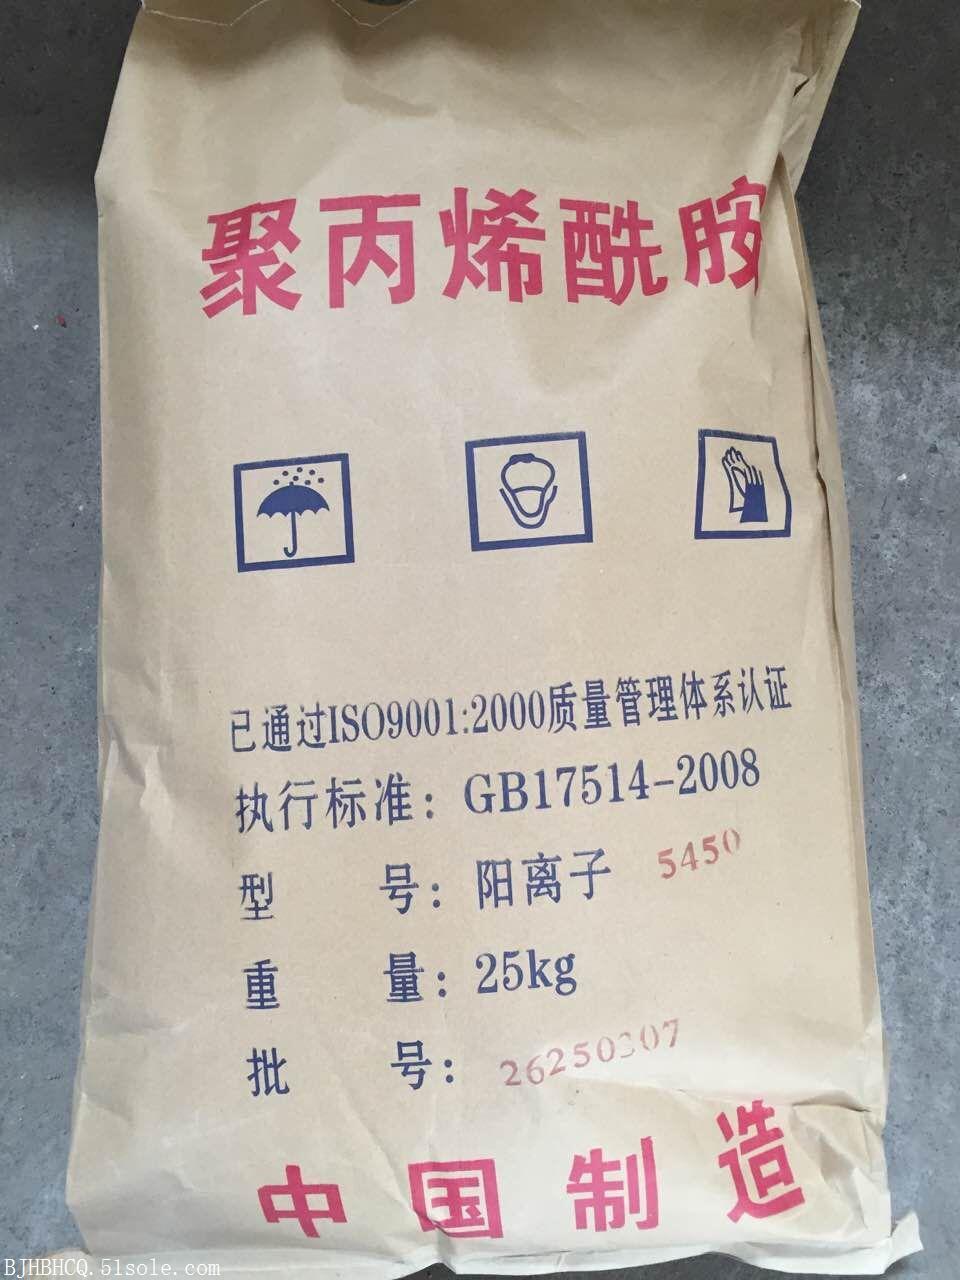 聚丙烯酰胺
已通过ISO9001:2000质量管理体系认证
执行标准：GB17514-2008
型 号：阳离子 5450
重 量：25kg
批 号：26250307
中国制造
BJHBHCQ.51sole.com